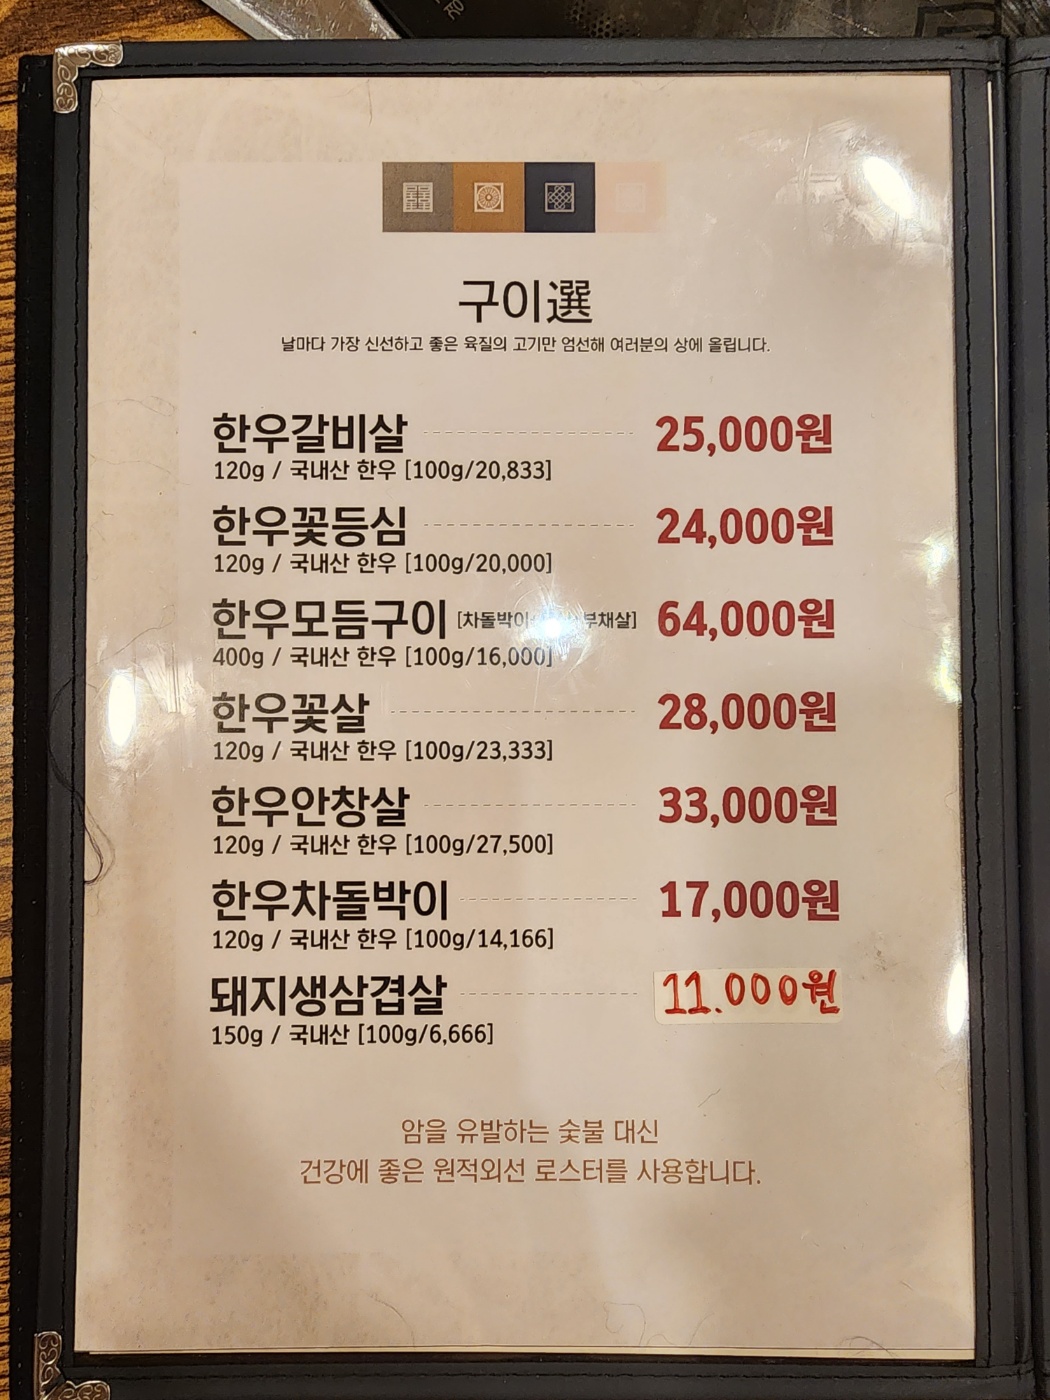 구이選
날마다 가장 신선하고 좋은 육질의 고기만 엄선해 여러분의 상에 올립니다.
한우갈비살 25,000원
120g / 국내산 한우 [100g/20,833]
한우꽃등심 24,000원
120g / 국내산 한우 [100g/20,000]
한우모듬구이 [차돌박이 부채살] 64,000원
400g / 국내산 한우 [100g/16,000]
한우꽃살 28,000원
120g / 국내산 한우 [100g/23,333]
한우안창살 33,000원
120g / 국내산 한우 [100g/27,500]
한우차돌박이 17,000원
120g / 국내산 한우 [100g/14,166]
돼지생삼겹살 11.000원
150g / 국내산 [100g/6,666]
암을 유발하는 숯불 대신
건강에 좋은 원적외선 로스터를 사용합니다.